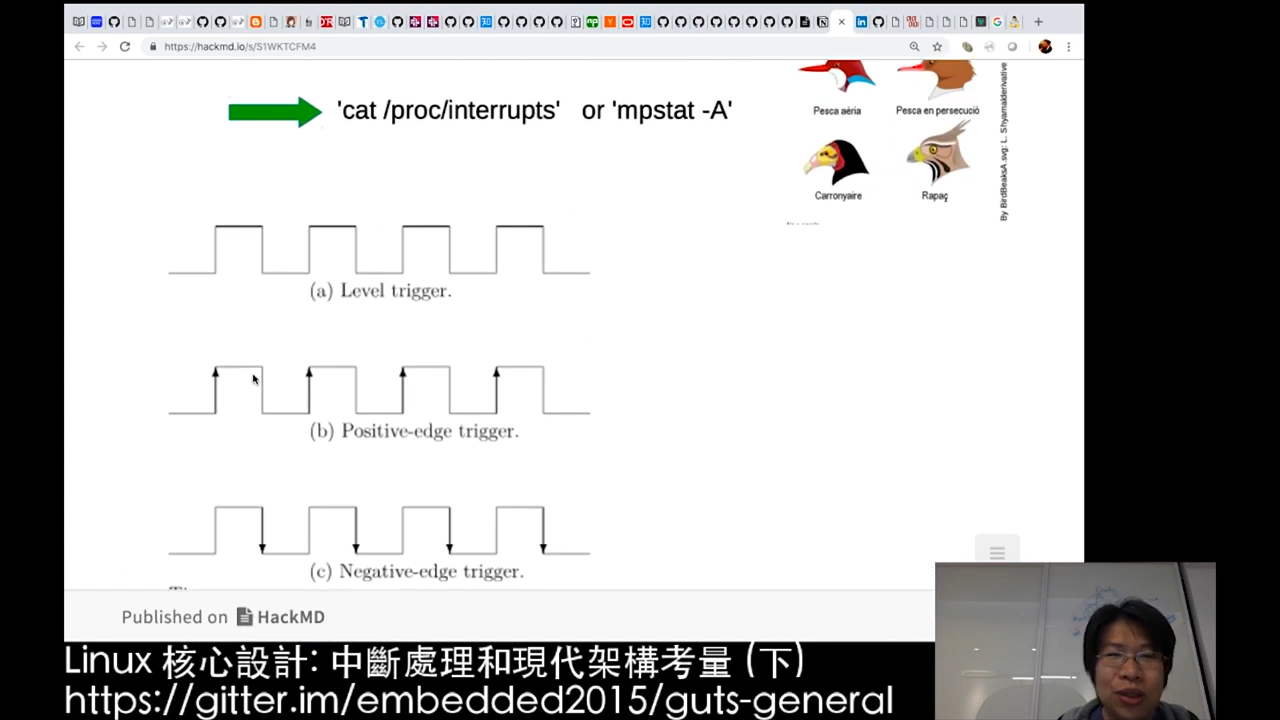 https://hackmd.io/s/S1WKTCFM4
'cat /proc/interrupts' or 'mpstat -A'
Pesca aèria
Pesca en persecució
Carronyaire
Rapaç
By BirdBeaksA.svg: L. Shyamalderivative
(a) Level trigger.
(b) Positive-edge trigger.
(c) Negative-edge trigger.
Published on HackMD
Linux 核心設計: 中斷處理和現代架構考量 (下)
https://gitter.im/embedded2015/guts-general